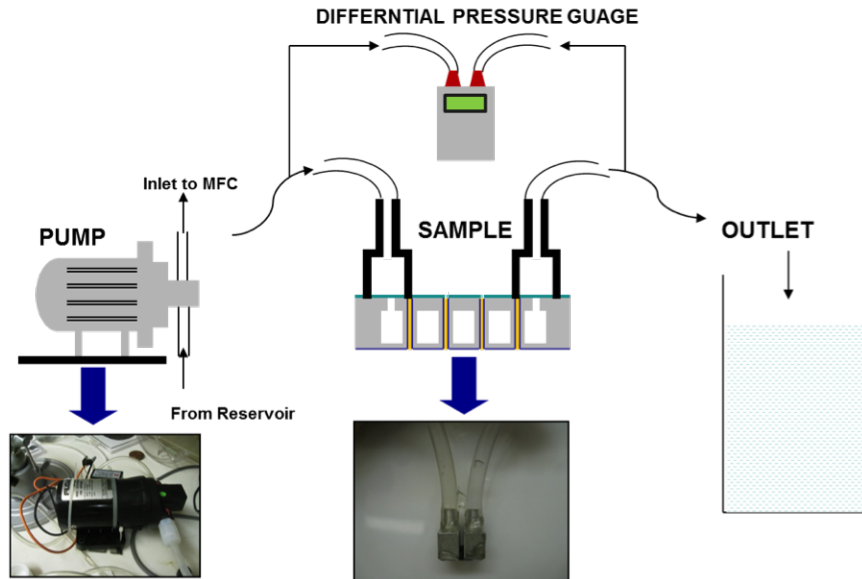 DIFFERNTIAL PRESSURE GUAGE
Inlet to MFC
PUMP
SAMPLE
OUTLET
From Reservoir